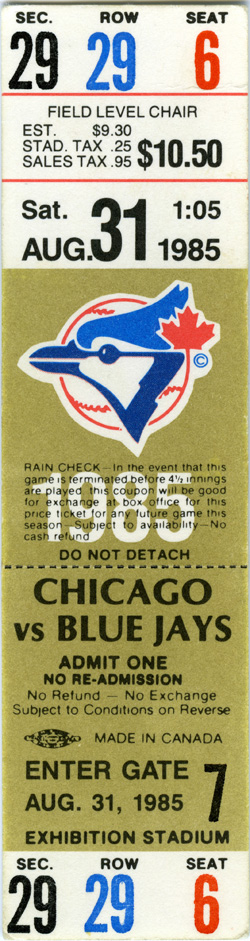 SEC. ROW SEAT
29 29 6
FIELD LEVEL CHAIR
EST. $9.30
STAD. TAX .25
SALES TAX .95 $10.50
Sat. 31 1:05
AUG. 1985
©
1985
RAIN CHECK—In the event that this
game is terminated before 4½ innings
are played this coupon will be good
for exchange at box office for this
price ticket for any future game this
season—Subject to availability—No
cash refund
DO NOT DETACH
CHICAGO
vs BLUE JAYS
ADMIT ONE
NO RE-ADMISSION
No Refund — No Exchange
Subject to Conditions on Reverse
MADE IN CANADA
ENTER GATE 7
AUG. 31, 1985
EXHIBITION STADIUM
SEC. ROW SEAT
29 29 6